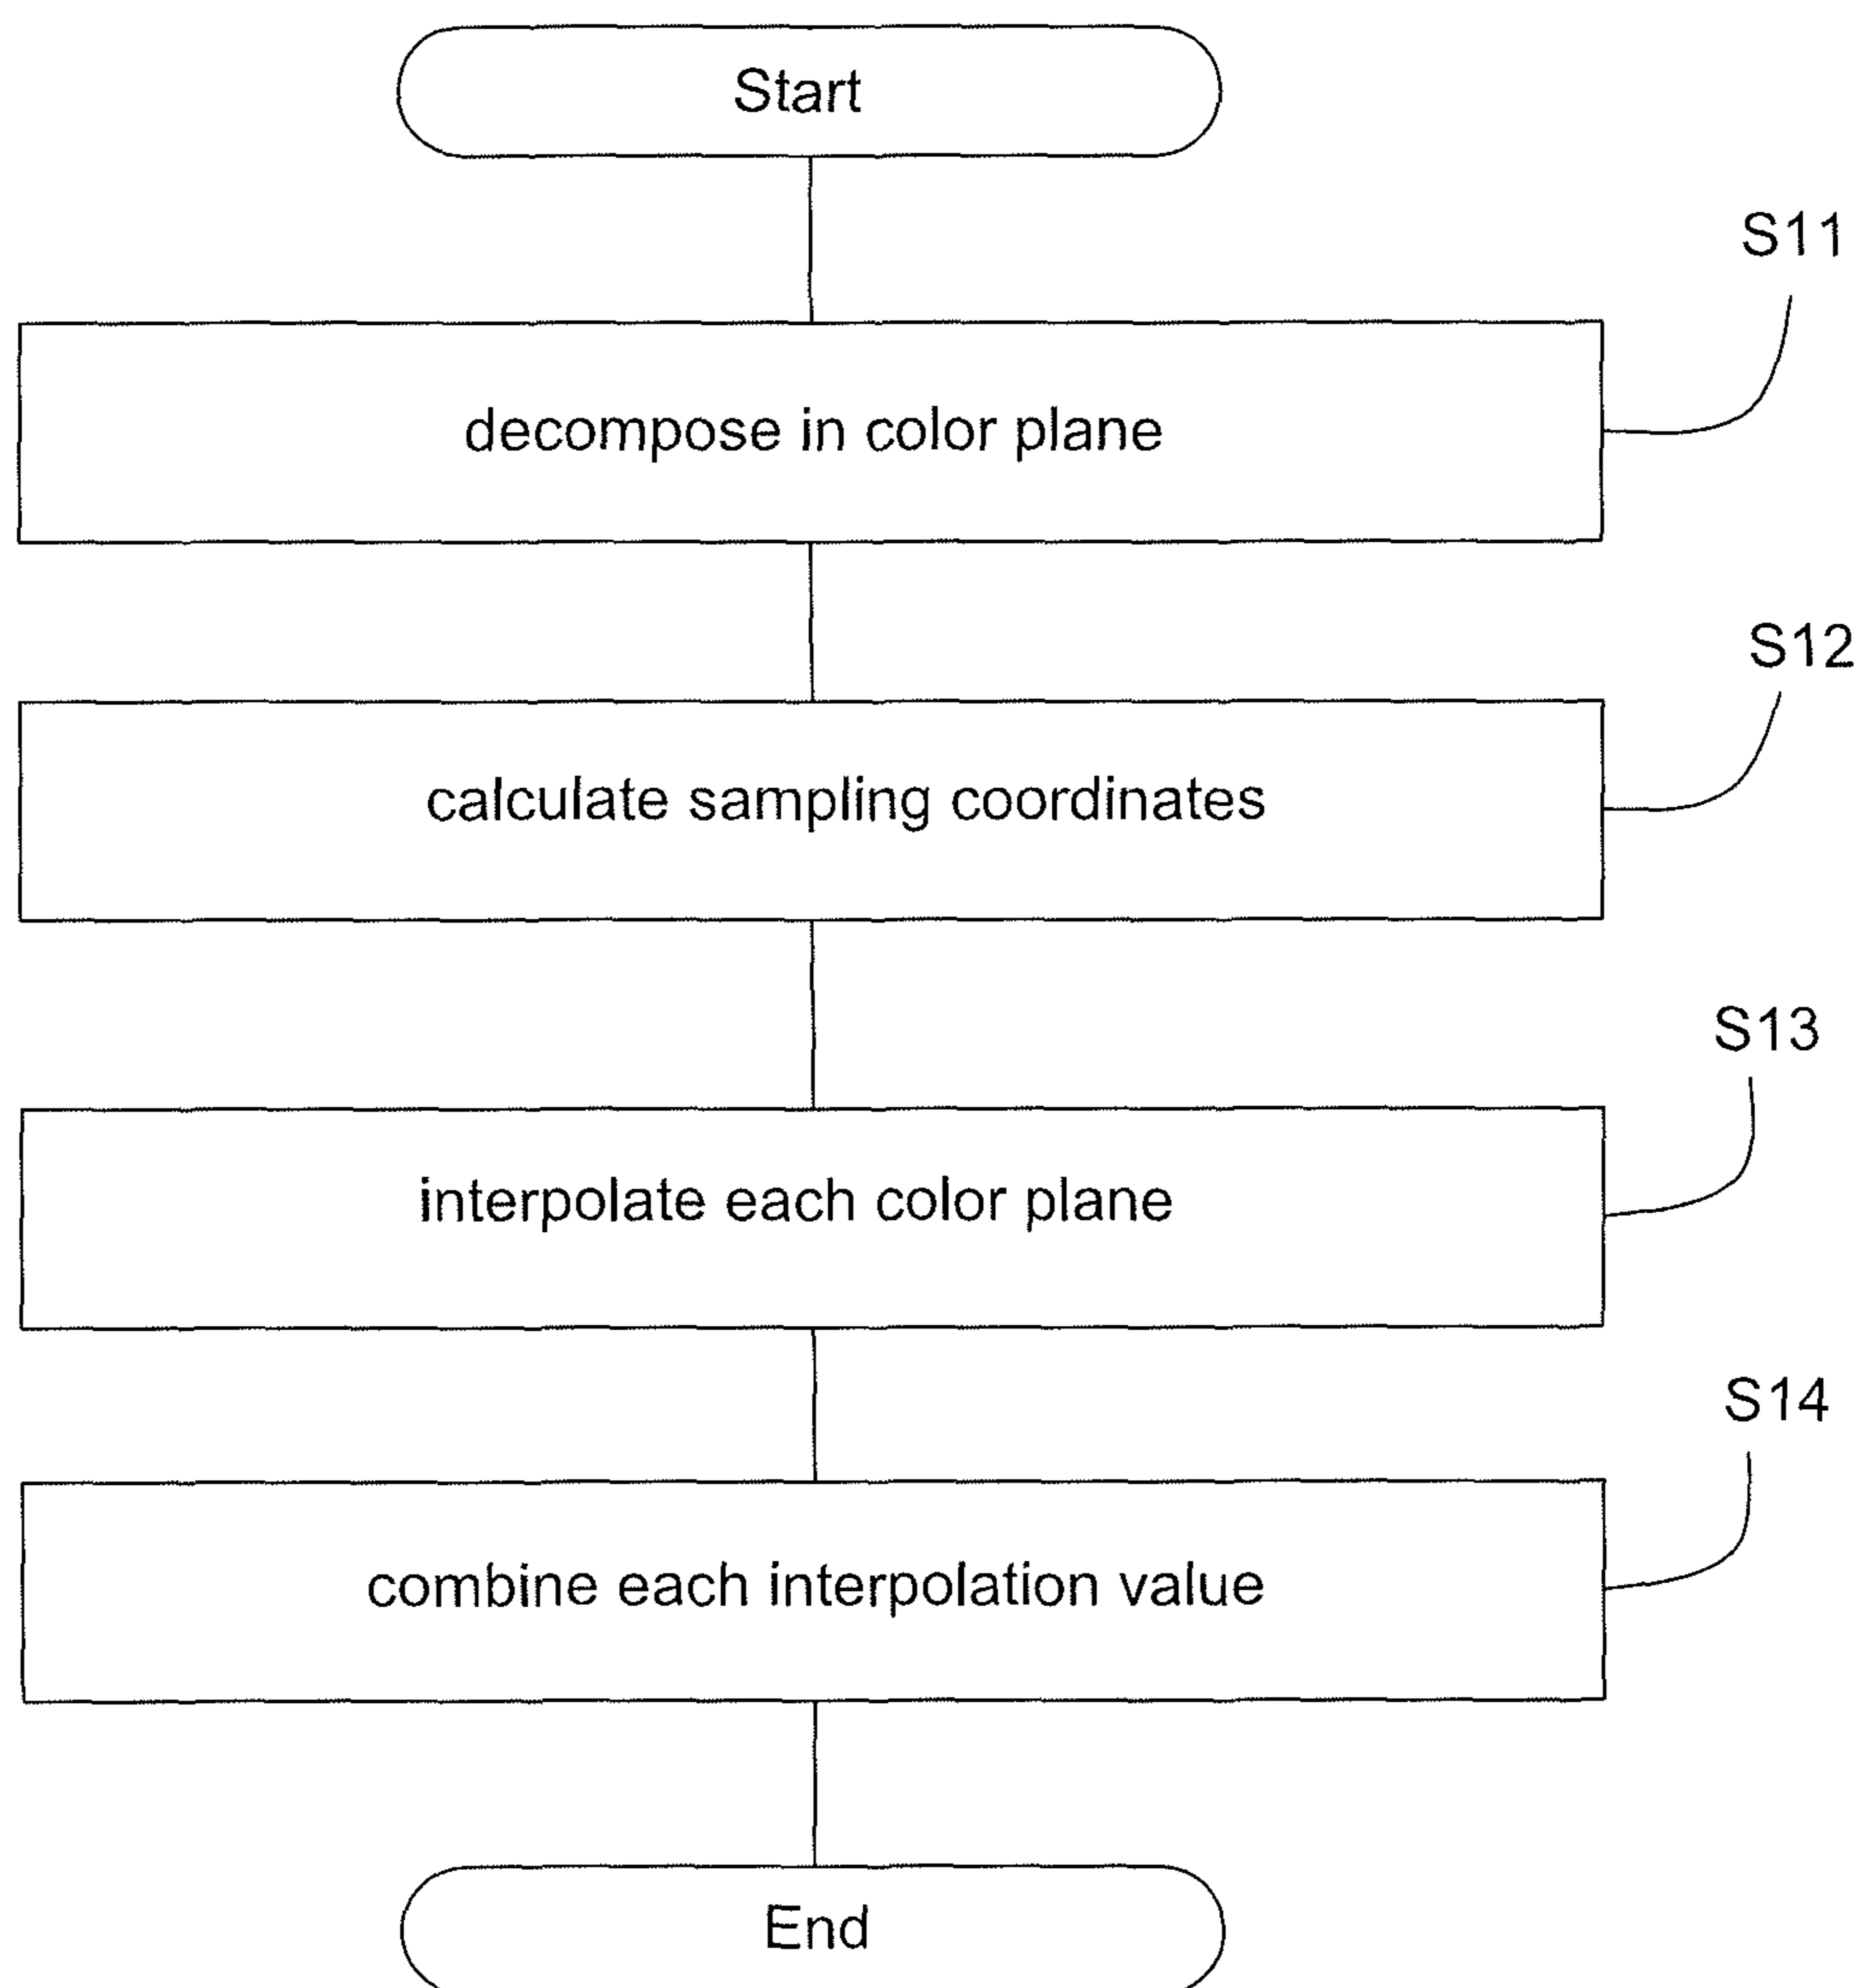 Start
S11
decompose in color plane
S12
calculate sampling coordinates
S13
interpolate each color plane
S14
combine each interpolation value
End